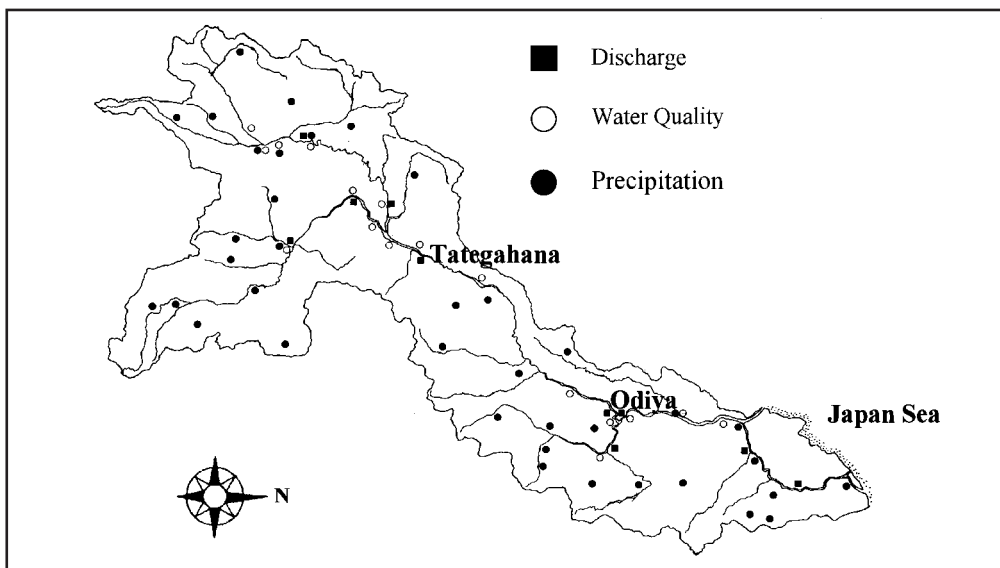 Discharge
Water Quality
Precipitation
Tategahana
Odiya
Japan Sea
N